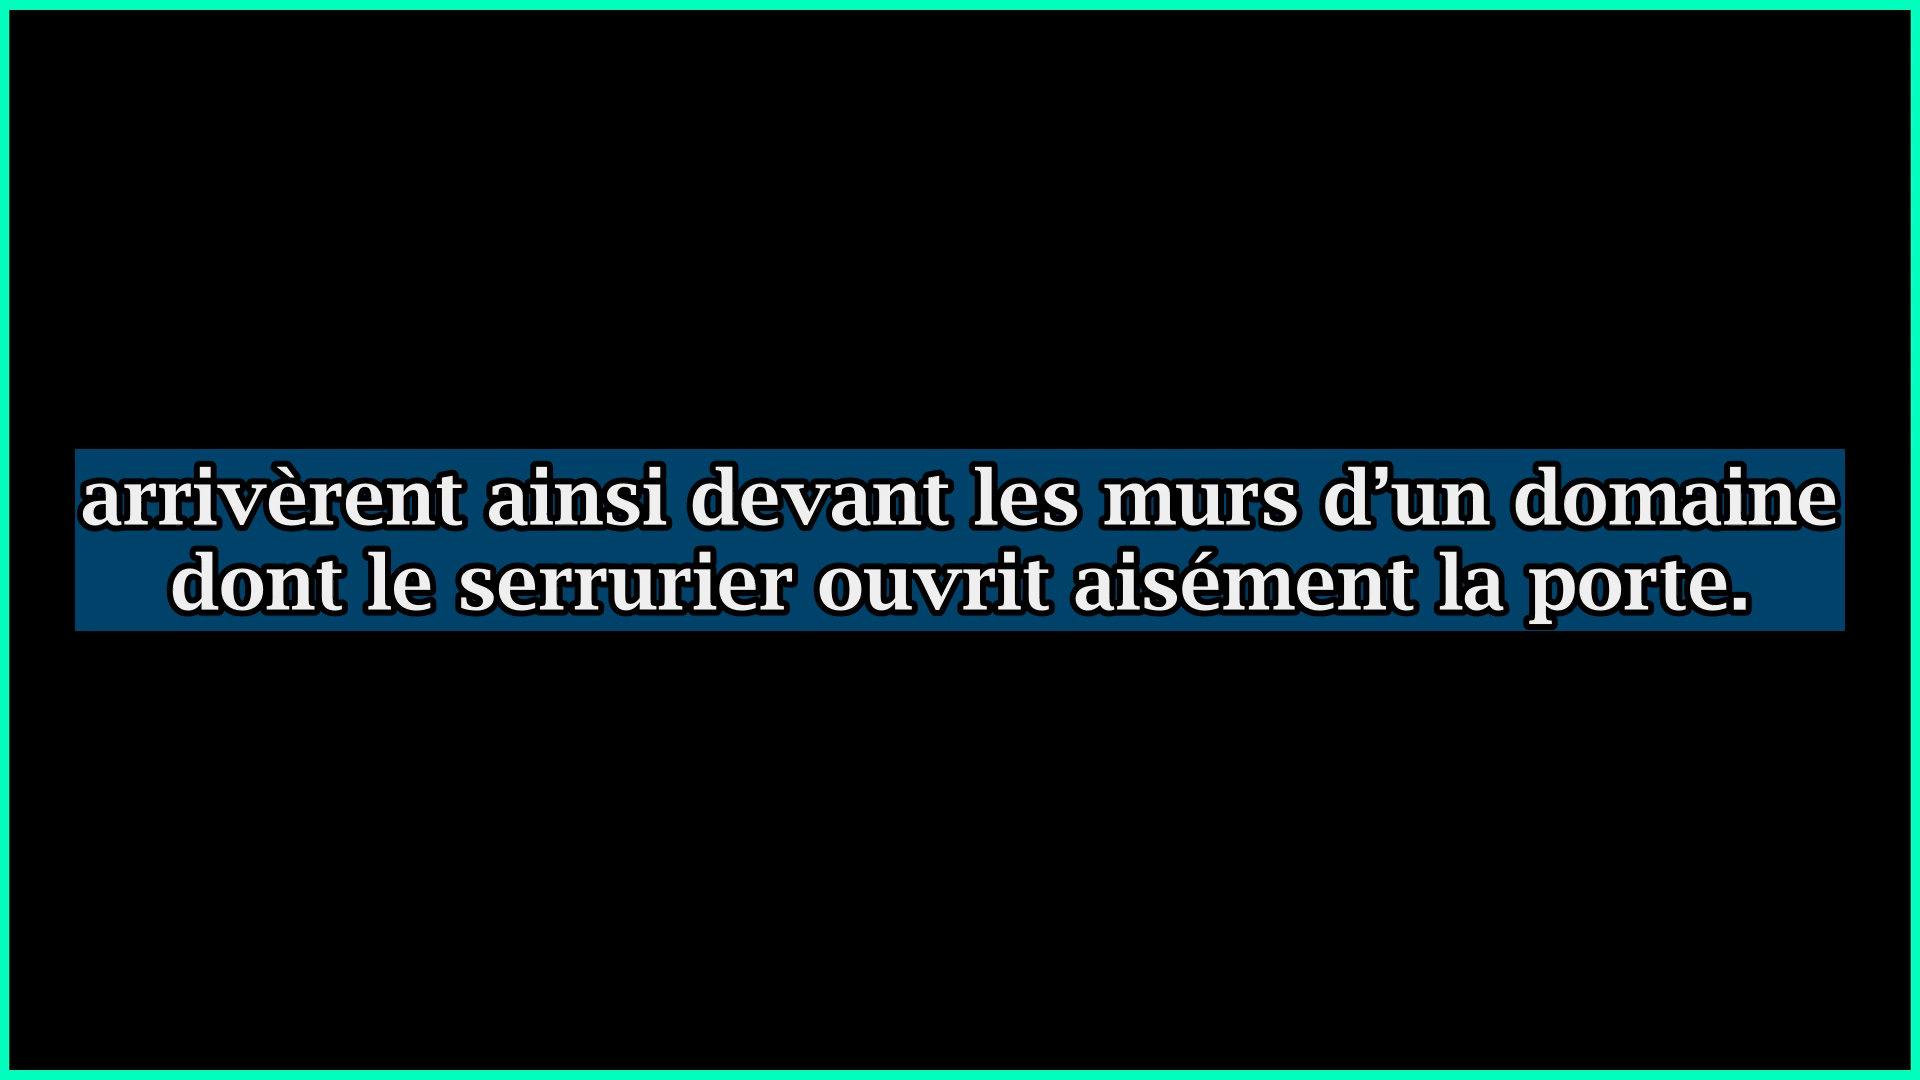 arrivèrent ainsi devant les murs d’un domaine
dont le serrurier ouvrit aisément la porte.